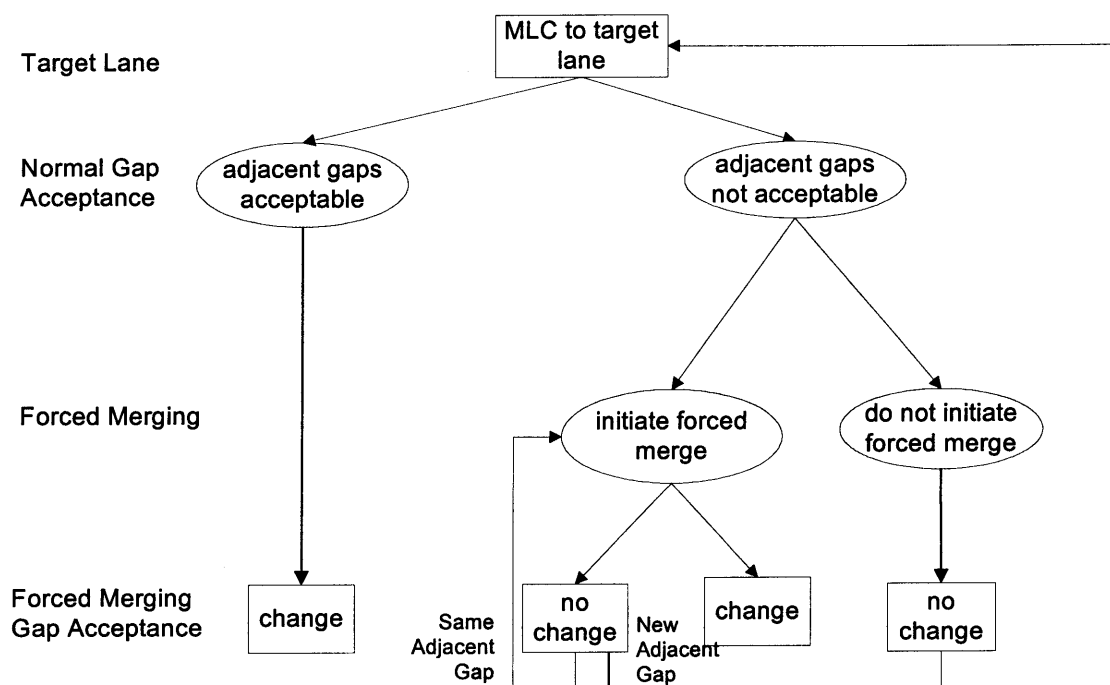 MLC to target
lane
Target Lane
Normal Gap
Acceptance
adjacent gaps
acceptable
adjacent gaps
not acceptable
Forced Merging
initiate forced
merge
do not initiate
forced merge
Forced Merging
Gap Acceptance
change
Same
Adjacent
Gap
no
change
New
Adjacent
Gap
change
no
change